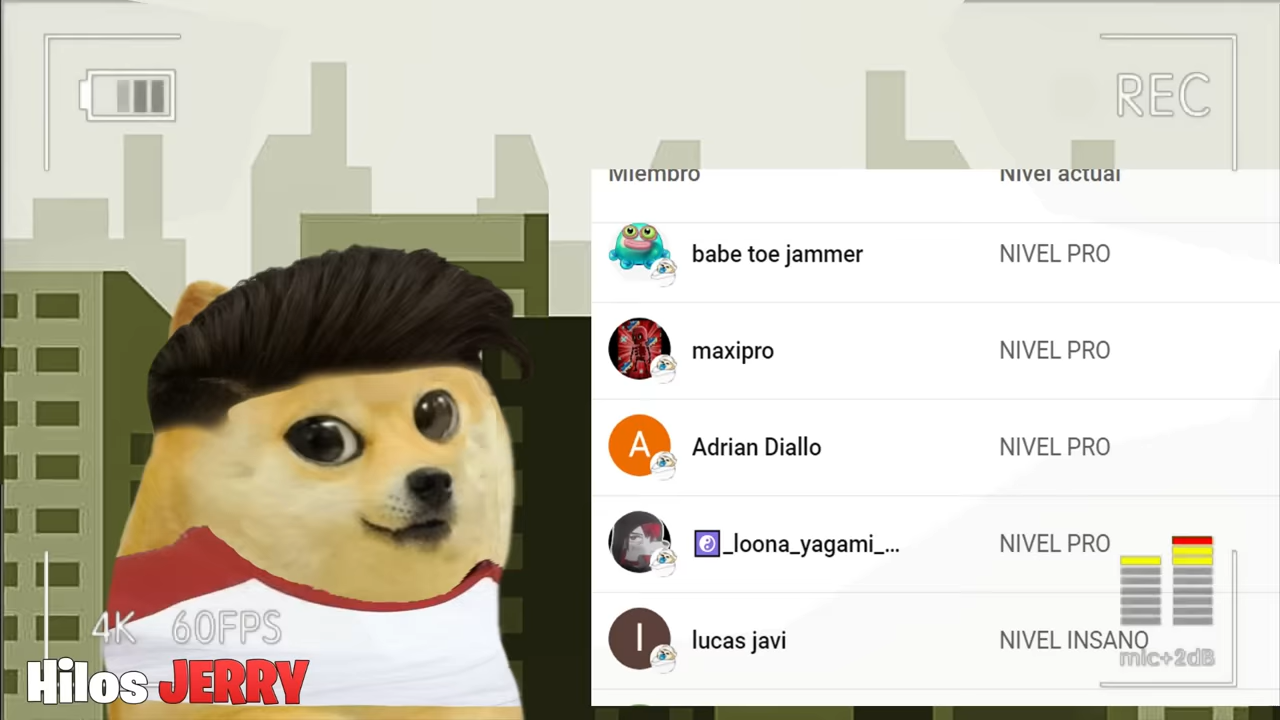 REC
Miembro Nivel actual
babe toe jammer NIVEL PRO
maxipro NIVEL PRO
A Adrian Diallo NIVEL PRO
☯_loona_yagami_... NIVEL PRO
I lucas javi NIVEL INSANO
4K 60FPS
mic+2dB
Hilos JERRY